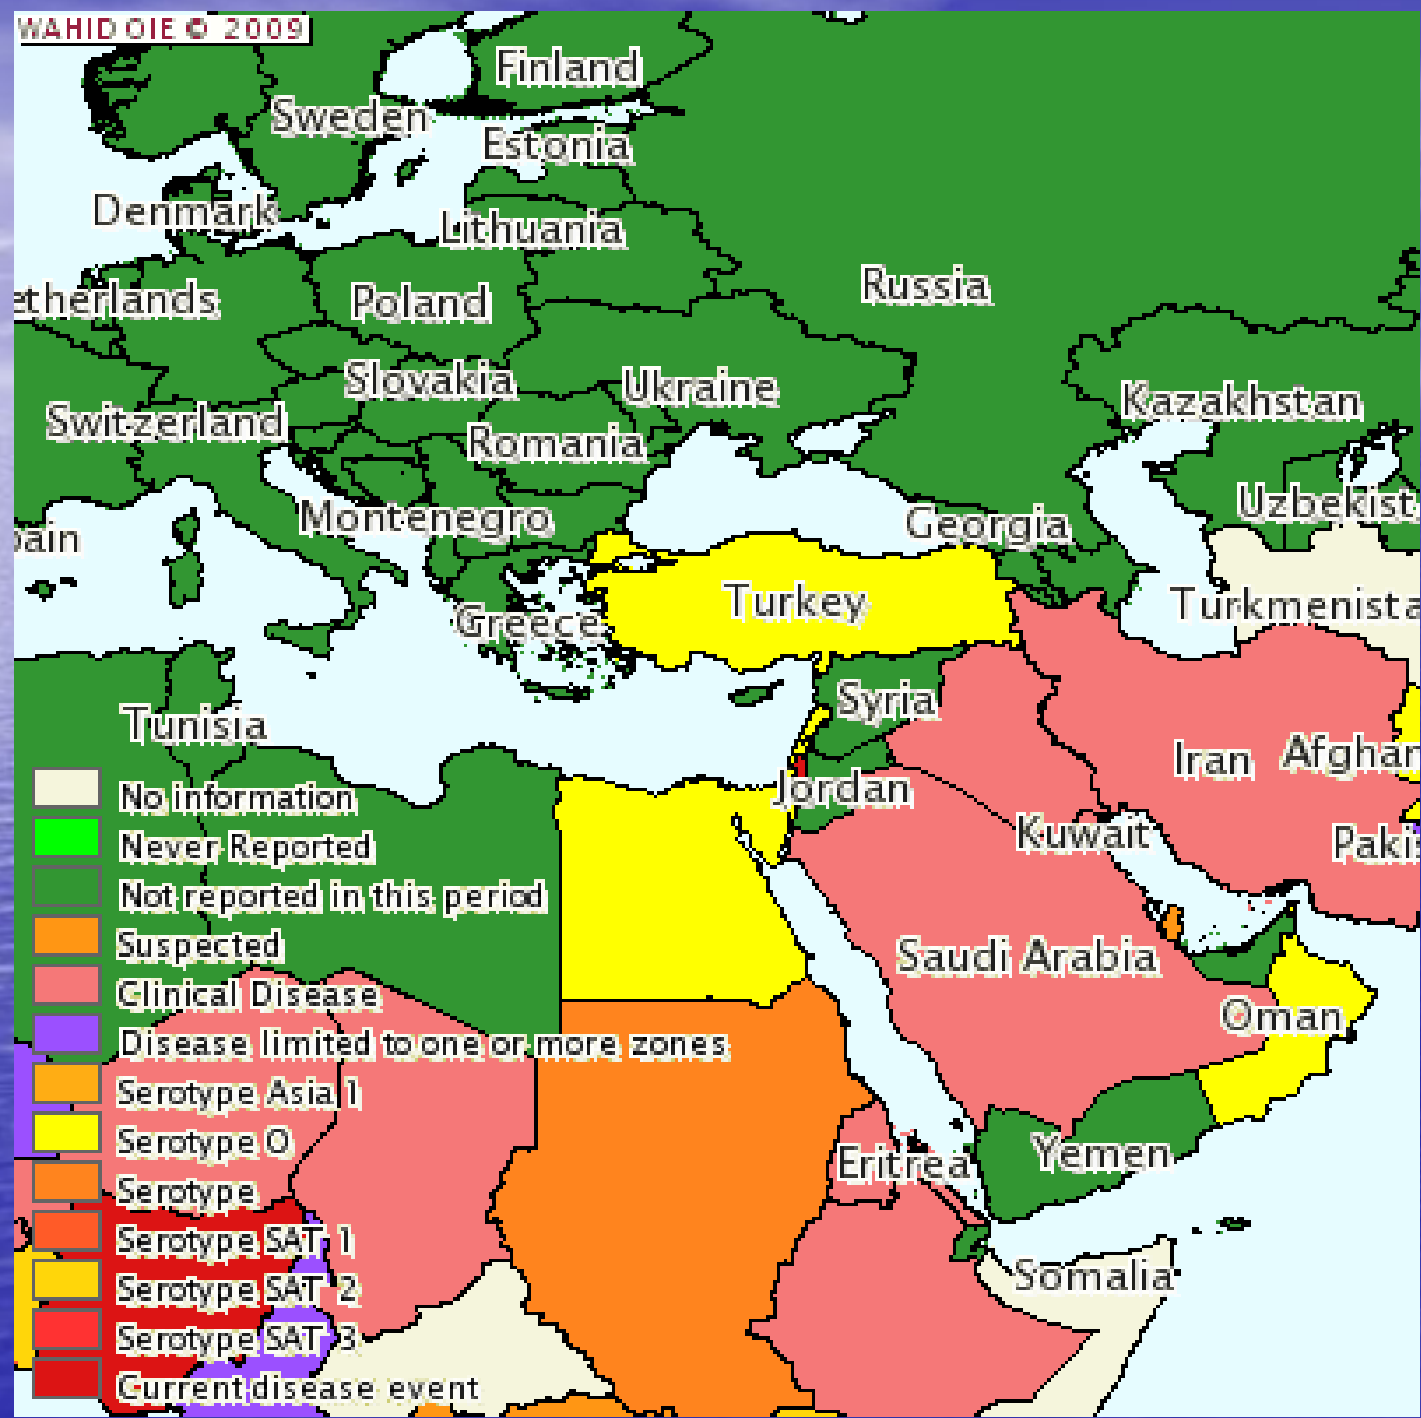 WAHID OIE © 2009
Finland
Sweden
Estonia
Denmark
Lithuania
etherlands
Poland
Russia
Slovakia
Ukraine
Switzerland
Kazakhstan
Romania
Uzbekist
Montenegro
Georgia
pain
Turkey
Turkmenista
Greece
Syria
Tunisia
Iran
Afghan
Jordan
No information
Kuwait
Pakis
Never Reported
Not reported in this period
Suspected
Saudi Arabia
Clinical Disease
Oman
Disease limited to one or more zones
Serotype Asia 1
Serotype O
Yemen
Eritrea
Serotype
Serotype SAT 1
Somalia
Serotype SAT 2
Serotype SAT 3
Current disease event